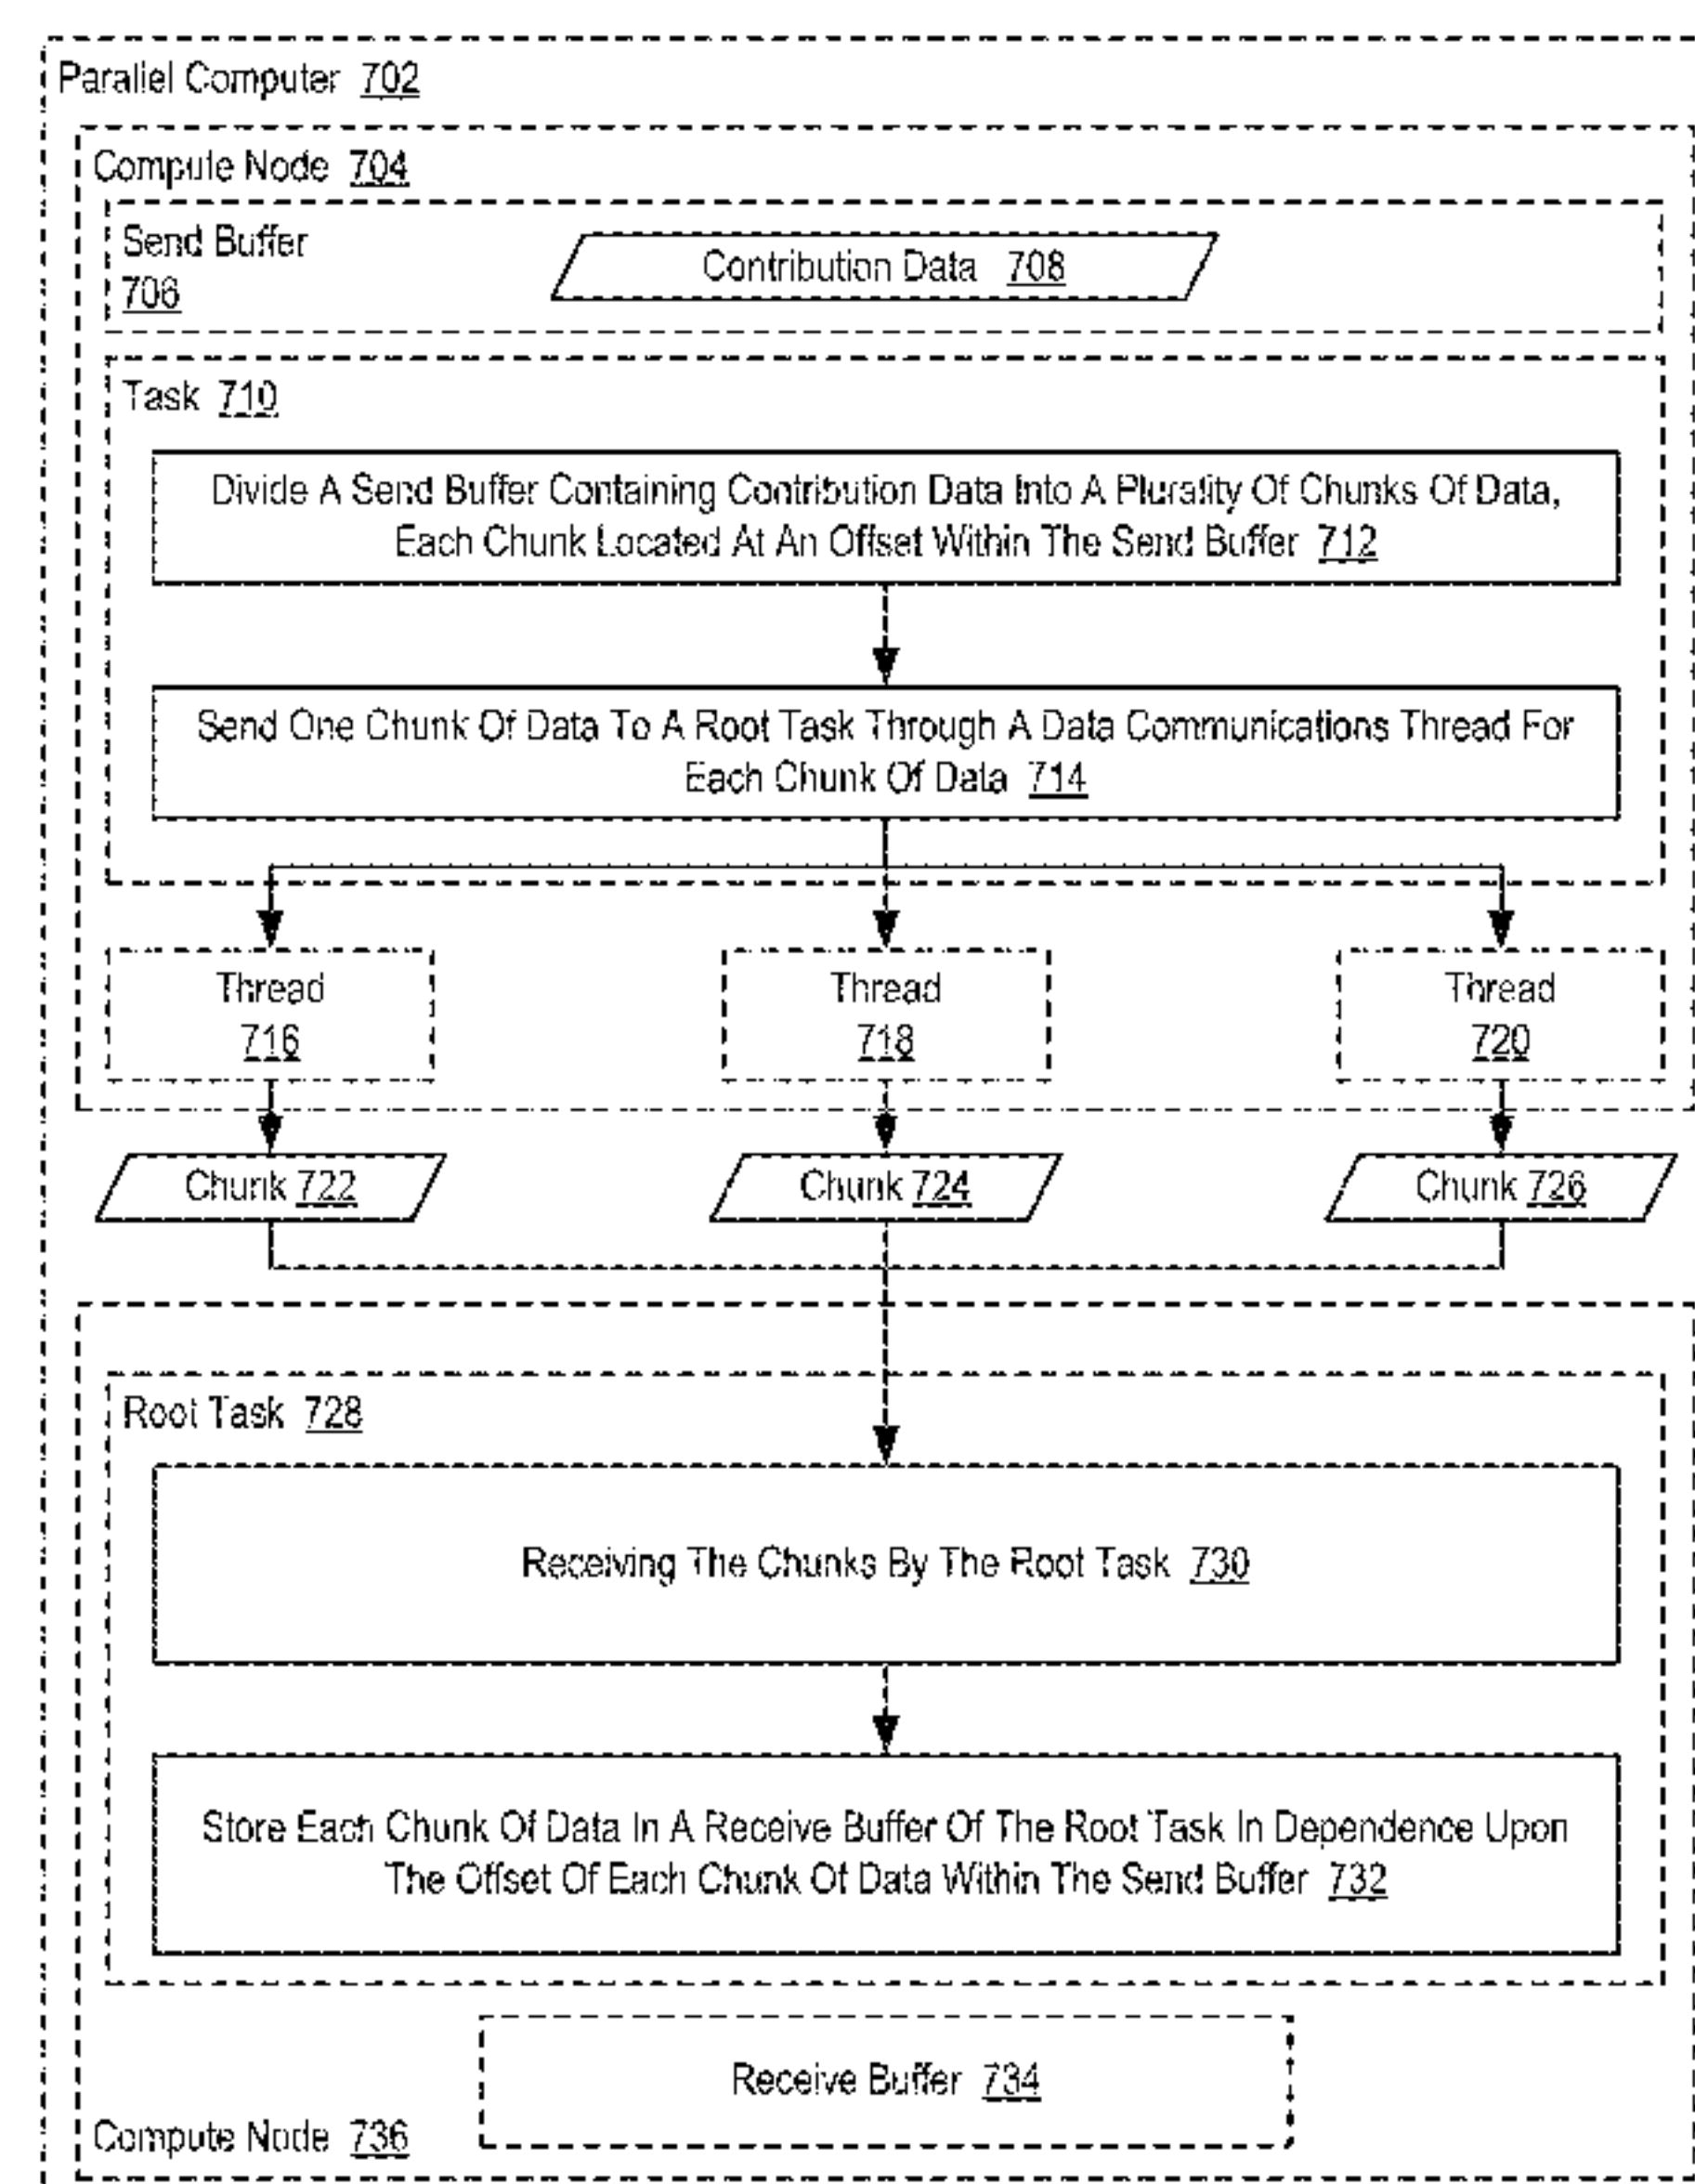 Parallel Computer 702
Compute Node 704
Send Buffer
706
Contribution Data 708
Task 710
Divide A Send Buffer Containing Contribution Data Into A Plurality Of Chunks Of Data,
Each Chunk Located At An Offset Within The Send Buffer 712
Send One Chunk Of Data To A Root Task Through A Data Communications Thread For
Each Chunk Of Data 714
Thread
716
Thread
718
Thread
720
Chunk 722
Chunk 724
Chunk 726
Root Task 728
Receiving The Chunks By The Root Task 730
Store Each Chunk Of Data In A Receive Buffer Of The Root Task In Dependence Upon
The Offset Of Each Chunk Of Data Within The Send Buffer 732
Receive Buffer 734
Compute Node 736